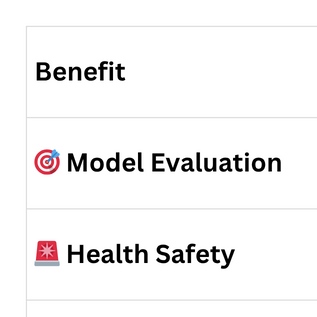 Benefit
🎯 Model Evaluation
🚨 Health Safety